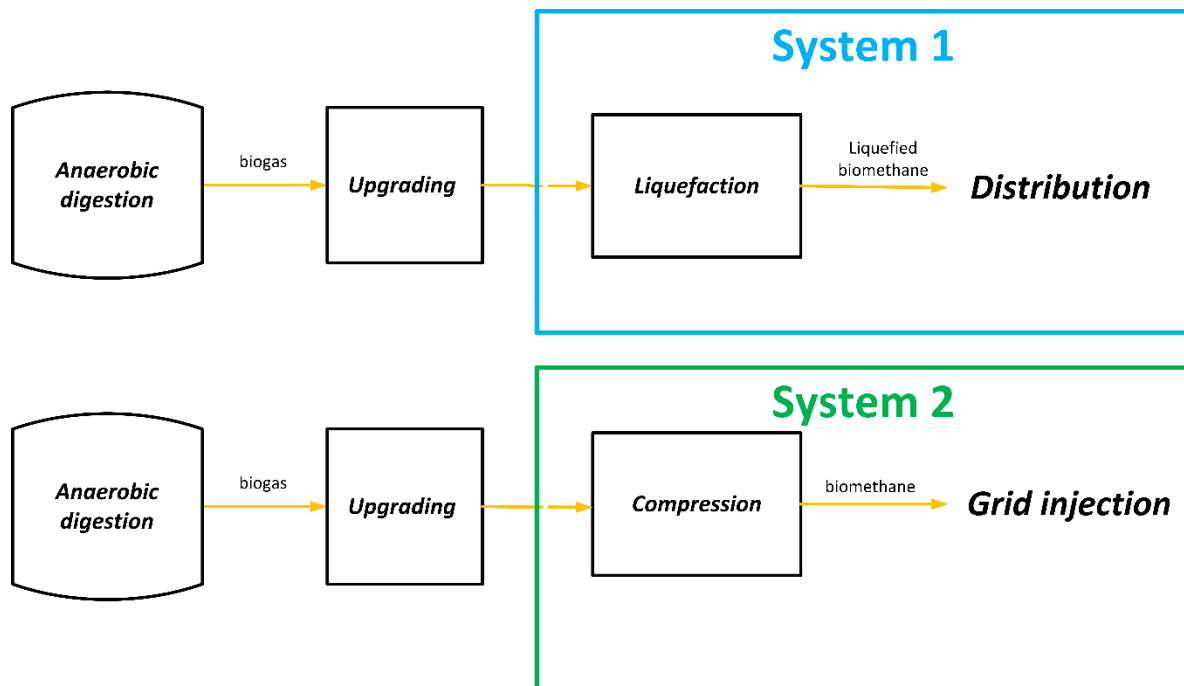 System 1
Anaerobic
digestion
biogas
Upgrading
Liquefaction
Liquefied
biomethane
Distribution
System 2
Anaerobic
digestion
biogas
Upgrading
Compression
biomethane
Grid injection